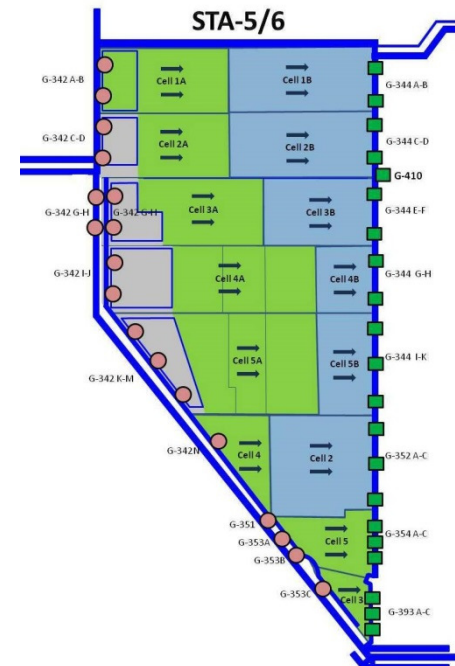 STA-5/6
G-342 A-B
Cell 1A
Cell 1B
G-344 A-B
G-342 C-D
Cell 2A
Cell 2B
G-344 C-D
G-410
G-342 G-H
G-342 G-H
Cell 3A
Cell 3B
G-344 E-F
G-342 I-J
Cell 4A
Cell 4B
G-344 G-H
Cell 5A
Cell 5B
G-344 I-K
G-342 K-M
G-342N
Cell 4
Cell 2
G-352 A-C
G-351
G-353A
Cell 5
G-354 A-C
G-353B
G-353C
Cell 3
G-393 A-C